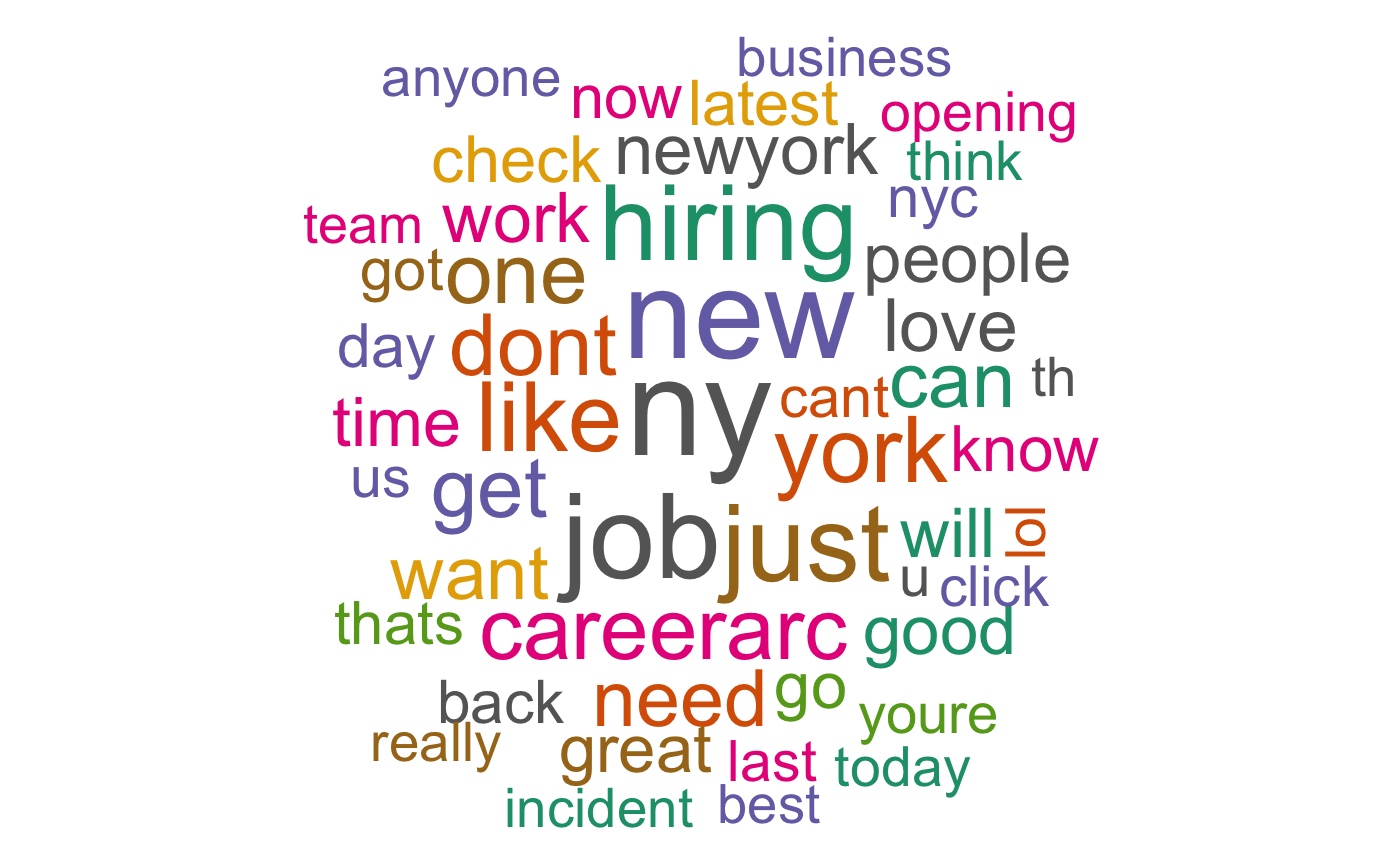 business
anyone
now
latest
opening
check
newyork
think
nyc
team
work
hiring
people
got
one
new
love
day
dont
can
th
time
like
ny
cant
york
know
us
get
job
just
will
lol
u
click
want
thats
careerarc
good
back
need
go
youre
really
great
last
today
incident
best